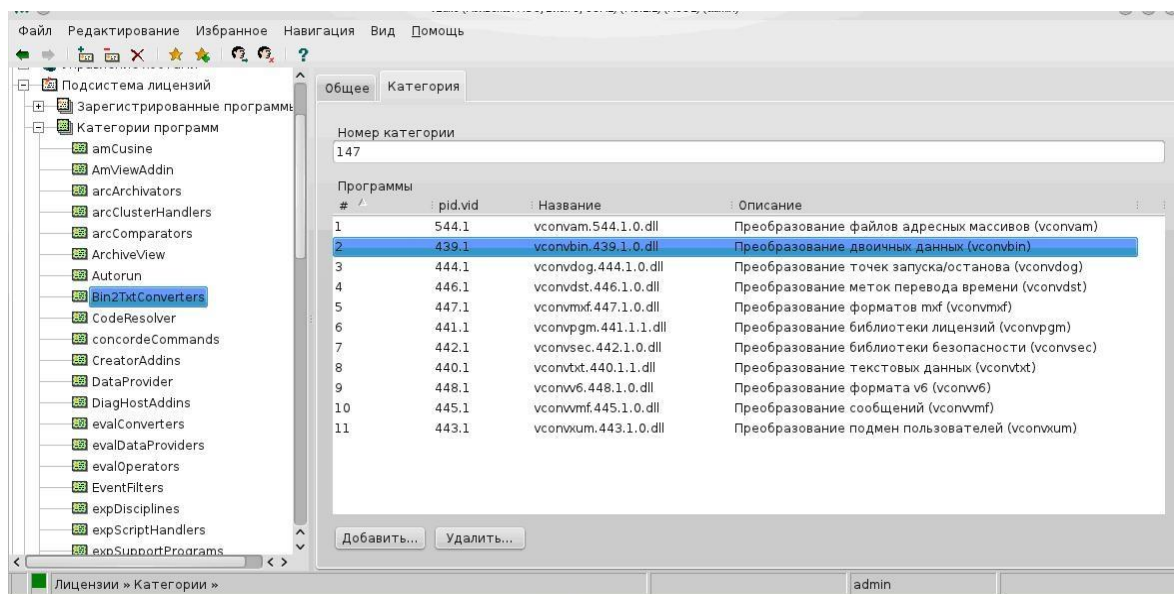 Файл Редактирование Избранное Навигация Вид Помощь
Подсистема лицензий
Зарегистрированные программы
Категории программ
amCusine
AmViewAddin
arcArchivators
arcClusterHandlers
arcComparators
ArchiveView
Autorun
Bin2TxtConverters
CodeResolver
concordeCommands
CreatorAddins
DataProvider
DiagHostAddins
evalConverters
evalDataProviders
evalOperators
EventFilters
expDisciplines
expScriptHandlers
expSupportPrograms
Общее Категория
Номер категории
147
Программы
# pid.vid Название Описание
1 544.1 vconvam.544.1.0.dll Преобразование файлов адресных массивов (vconvam)
2 439.1 vconvbin.439.1.0.dll Преобразование двоичных данных (vconvbin)
3 444.1 vconvdog.444.1.0.dll Преобразование точек запуска/останова (vconvdog)
4 446.1 vconvdst.446.1.0.dll Преобразование меток перевода времени (vconvdst)
5 447.1 vconvmxf.447.1.0.dll Преобразование форматов mxf (vconvmxf)
6 441.1 vconvpgm.441.1.1.dll Преобразование библиотеки лицензий (vconvpgm)
7 442.1 vconvsec.442.1.0.dll Преобразование библиотеки безопасности (vconvsec)
8 440.1 vconvtxt.440.1.1.dll Преобразование текстовых данных (vconvtxt)
9 448.1 vconvv6.448.1.0.dll Преобразование формата v6 (vconvv6)
10 445.1 vconvvmf.445.1.0.dll Преобразование сообщений (vconvvmf)
11 443.1 vconvxum.443.1.0.dll Преобразование подмен пользователей (vconvxum)
Добавить... Удалить...
Лицензии » Категории » admin